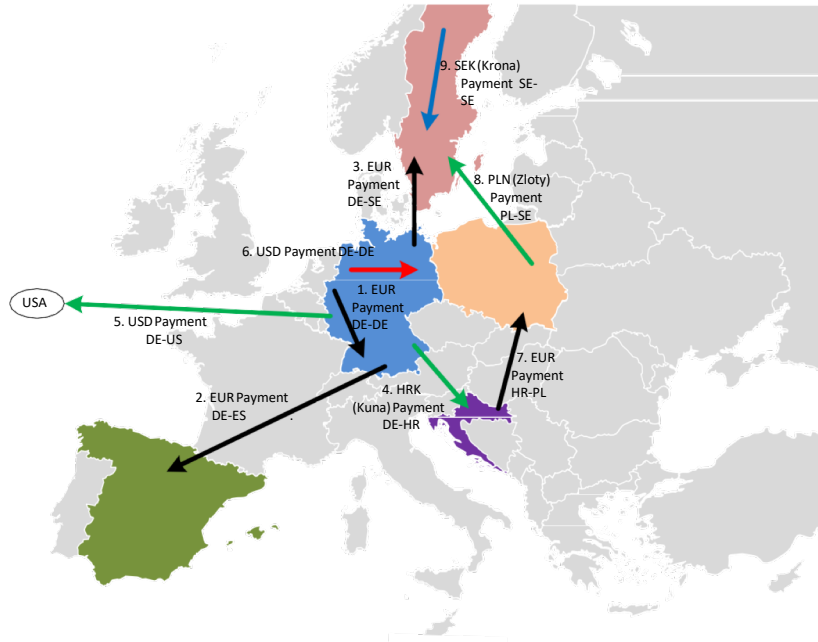 9. SEK (Krona)
Payment SE-
SE
3. EUR
Payment
DE-SE
8. PLN (Zloty)
Payment
PL-SE
6. USD Payment DE-DE
1. EUR
Payment
DE-DE
USA
5. USD Payment
DE-US
7. EUR
Payment
HR-PL
2. EUR Payment
DE-ES
4. HRK
(Kuna) Payment
DE-HR